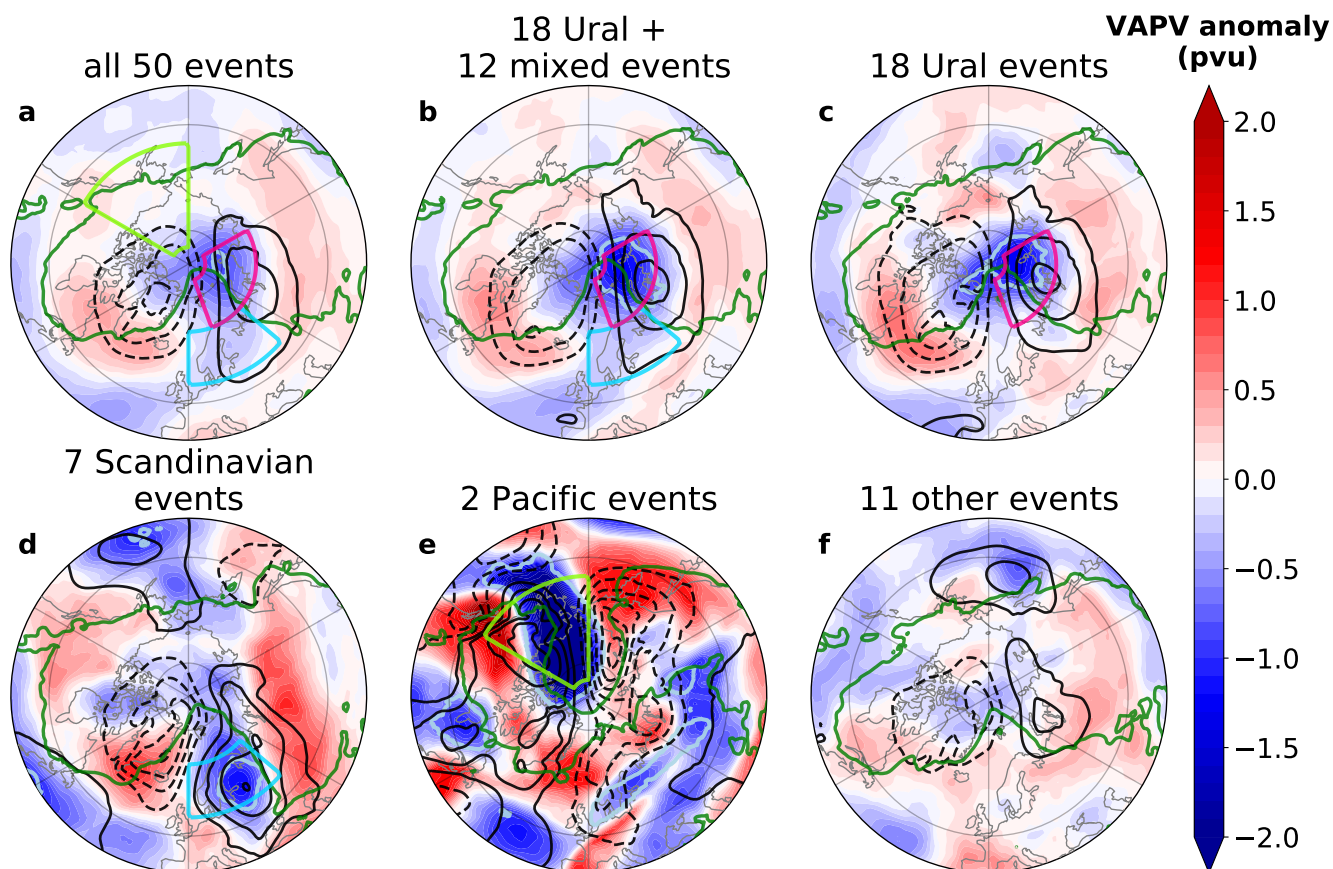 18 Ural +
all 50 events
12 mixed events
18 Ural events
VAPV anomaly
(pvu)
a
b
c
7 Scandinavian
events
2 Pacific events
11 other events
d
e
f
2.0
1.5
1.0
0.5
0.0
−0.5
−1.0
−1.5
−2.0